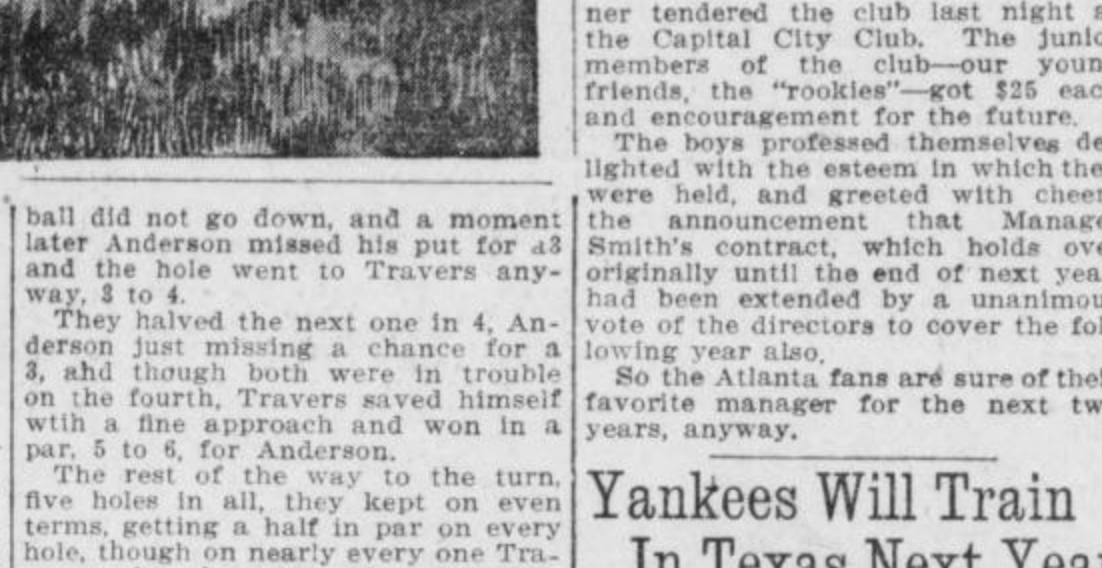 ball did not go down, and a moment
later Anderson missed his put for a3
and the hole went to Travers any-
way, 3 to 4.
They halved the next one in 4, An-
derson just missing a chance for a
3, ahd though both were in trouble
on the fourth, Travers saved himself
wtih a fine approach and won in a
par, 5 to 6, for Anderson.
The rest of the way to the turn,
five holes in all, they kept on even
terms, getting a half in par on every
hole, though on nearly every one Tra-
ner tendered the club last night a
the Capital City Club. The junio
members of the club—our youn
friends, the "rookies"—got $25 eac
and encouragement for the future.
The boys professed themselves de
lighted with the esteem in which the
were held, and greeted with cheer
the announcement that Manage
Smith's contract, which holds ove
originally until the end of next yea
had been extended by a unanimou
vote of the directors to cover the fol
lowing year also.
So the Atlanta fans are sure of thei
favorite manager for the next tw
years, anyway.
Yankees Will Train
In Texas Next Year